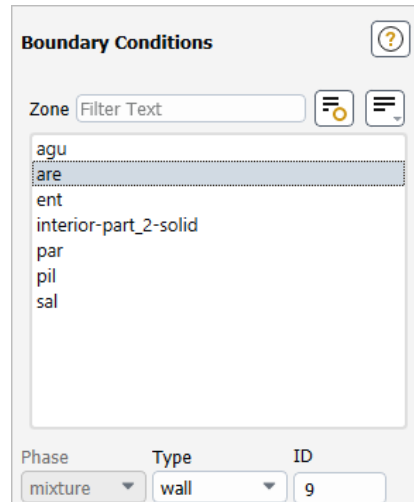 Boundary Conditions ?
Zone Filter Text
agu
are
ent
interior-part_2-solid
par
pil
sal
Phase Type ID
mixture wall 9